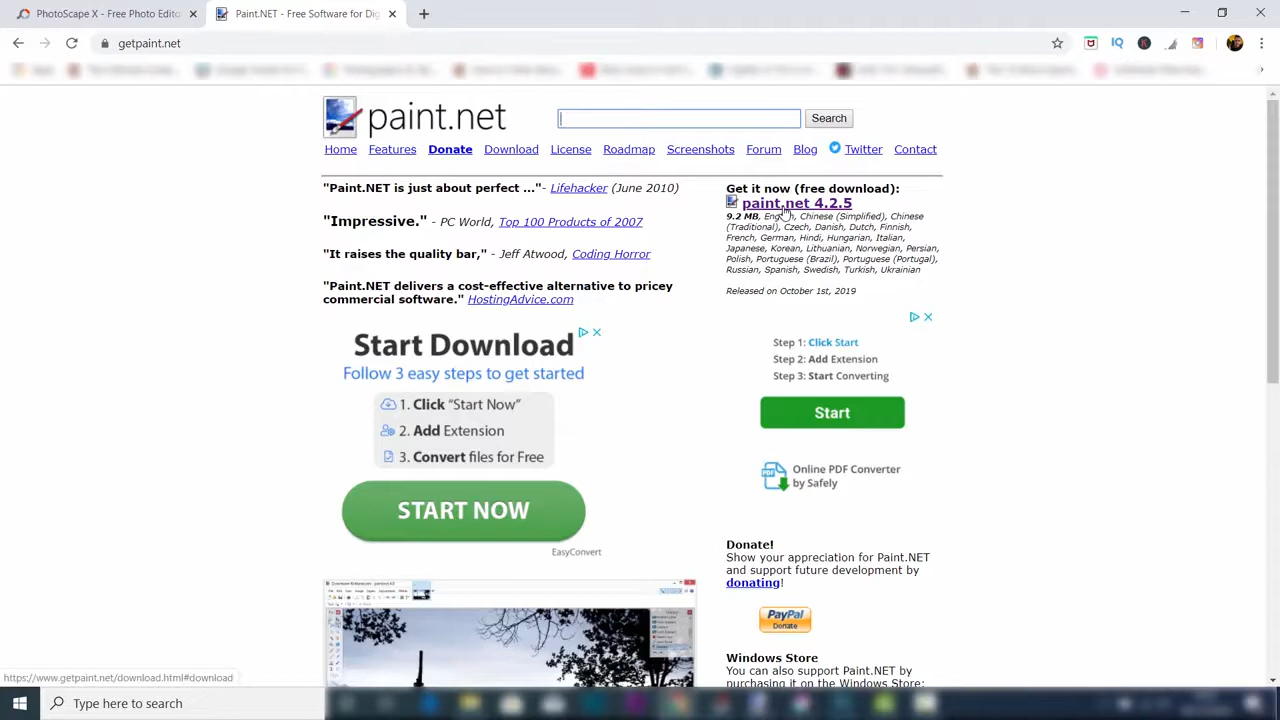 PhotoScape - Free Photo Editor
Paint.NET - Free Software for Dig
getpaint.net
paint.net
Search
Home Features Donate Download License Roadmap Screenshots Forum Blog Twitter Contact
"Paint.NET is just about perfect ..."- Lifehacker (June 2010)
"Impressive." - PC World, Top 100 Products of 2007
"It raises the quality bar," - Jeff Atwood, Coding Horror
"Paint.NET delivers a cost-effective alternative to pricey
commercial software." HostingAdvice.com
Get it now (free download):
paint.net 4.2.5
9.2 MB, English, Chinese (Simplified), Chinese
(Traditional), Czech, Danish, Dutch, Finnish,
French, German, Hindi, Hungarian, Italian,
Japanese, Korean, Lithuanian, Norwegian, Persian,
Polish, Portuguese (Brazil), Portuguese (Portugal),
Russian, Spanish, Swedish, Turkish, Ukrainian
Released on October 1st, 2019
Start Download
Follow 3 easy steps to get started
1. Click "Start Now"
2. Add Extension
3. Convert files for Free
START NOW
EasyConvert
Step 1: Click Start
Step 2: Add Extension
Step 3: Start Converting
Start
PDF
Online PDF Converter
by Safely
Donate!
Show your appreciation for Paint.NET
and support future development by
donating!
PayPal
Donate
Windows Store
You can also support Paint.NET by
purchasing it on the Windows Store:
https://www.getpaint.net/download.html#download
Type here to search